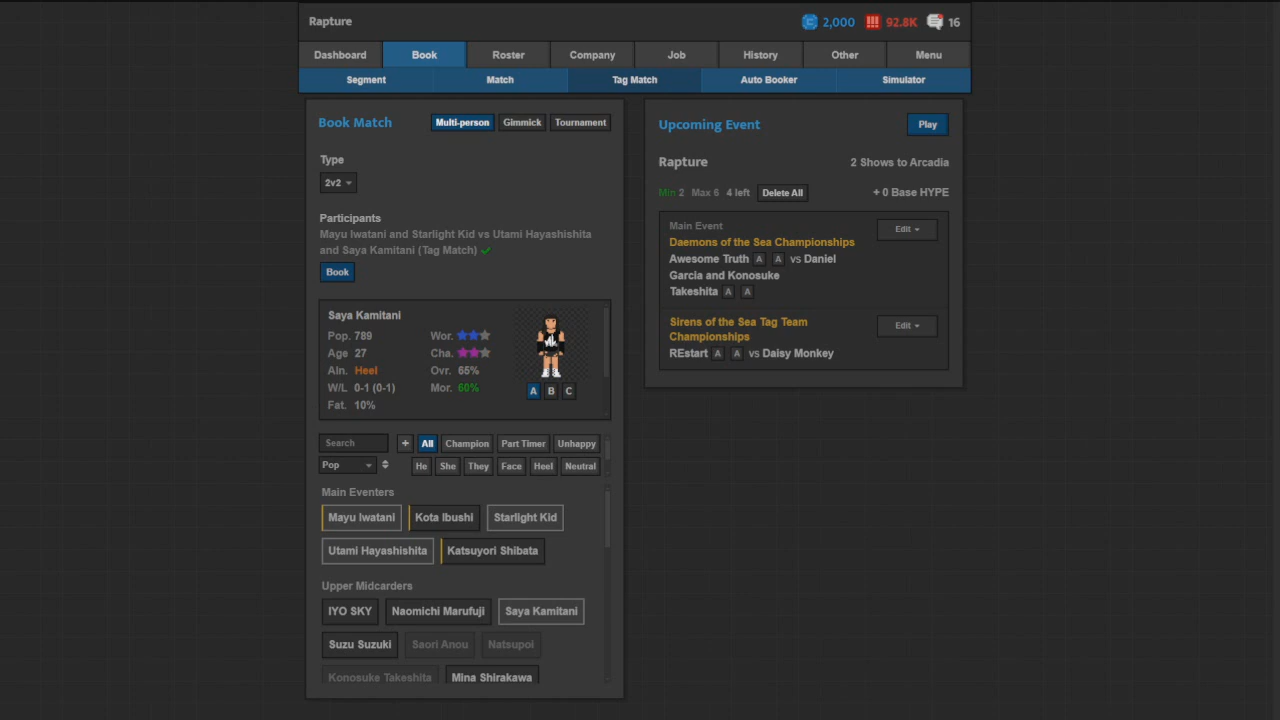 Rapture
2,000
92.8K
16
Dashboard
Book
Roster
Company
Job
History
Other
Menu
Segment
Match
Tag Match
Auto Booker
Simulator
Book Match
Multi-person
Gimmick
Tournament
Type
2v2
Participants
Mayu Iwatani and Starlight Kid vs Utami Hayashishita
and Saya Kamitani (Tag Match)
Book
Saya Kamitani
Pop. 789
Wor.
Age 27
Cha.
Aln. Heel
Ovr. 65%
W/L 0-1 (0-1)
Mor. 60%
Fat. 10%
A
B
C
Search
+
All
Champion
Part Timer
Unhappy
Pop
He
She
They
Face
Heel
Neutral
Main Eventers
Mayu Iwatani
Kota Ibushi
Starlight Kid
Utami Hayashishita
Katsuyori Shibata
Upper Midcarders
IYO SKY
Naomichi Marufuji
Saya Kamitani
Suzu Suzuki
Saori Anou
Natsupoi
Konosuke Takeshita
Mina Shirakawa
Upcoming Event
Play
Rapture
2 Shows to Arcadia
Min 2 Max 6 4 left
Delete All
+ 0 Base HYPE
Main Event
Edit
Daemons of the Sea Championships
Awesome Truth A A vs Daniel
Garcia and Konosuke
Takeshita A A
Sirens of the Sea Tag Team
Championships
Edit
REstart A A vs Daisy Monkey